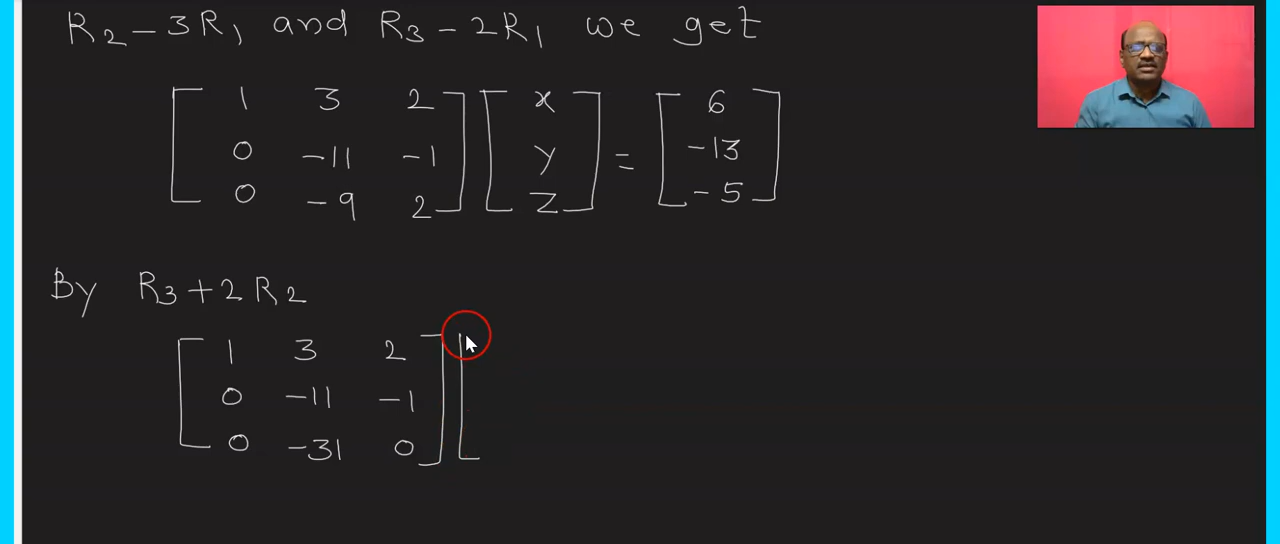 R2 - 3R1 and R3 - 2R1 we get
[ 1 3 2 ] [ x ] = [ 6 ]
[ 0 -11 -1 ] [ y ] [ -13 ]
[ 0 -9 2 ] [ z ] [ -5 ]
By R3 + 2R2
[ 1 3 2 ] [
[ 0 -11 -1 ]
[ 0 -31 0 ]